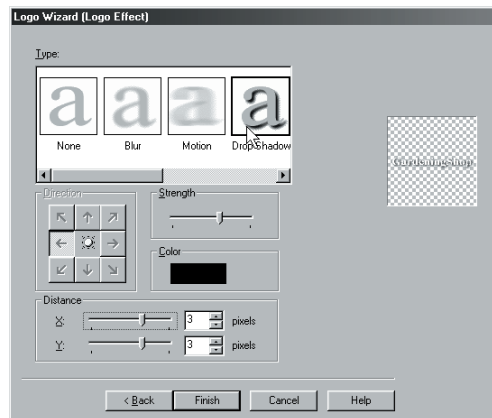 Logo Wizard (Logo Effect)
Type:
a a a a
None Blur Motion Drop Shadow
Direction
Strength
Color
Distance
X: 3 pixels
Y: 3 pixels
GardeningShop
< Back Finish Cancel Help